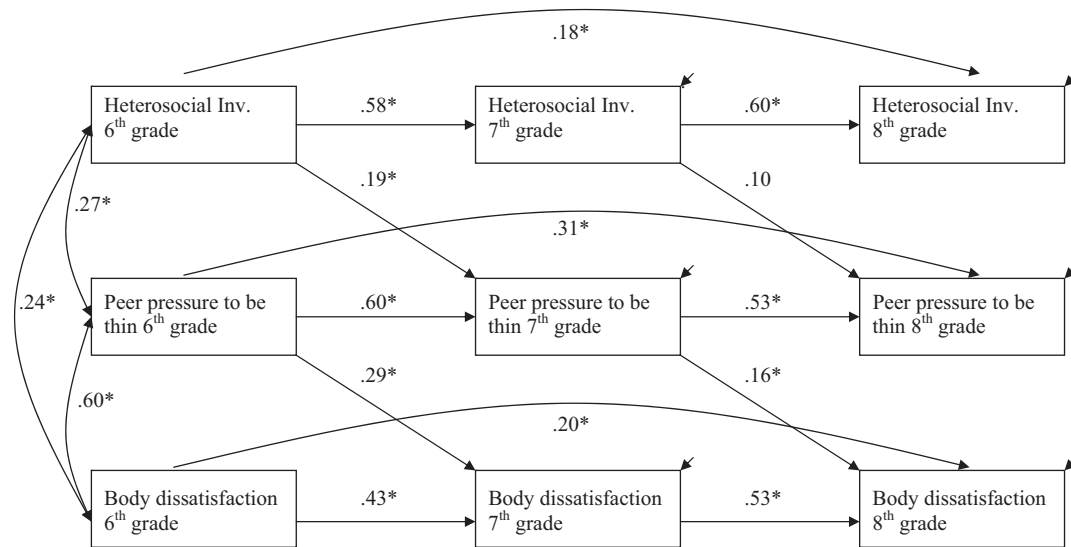 .18*
Heterosocial Inv.
6th grade
.58*
Heterosocial Inv.
7th grade
.60*
Heterosocial Inv.
8th grade
.19*
.10
.27*
.31*
.24*
Peer pressure to be
thin 6th grade
.60*
Peer pressure to be
thin 7th grade
.53*
Peer pressure to be
thin 8th grade
.29*
.16*
.60*
.20*
Body dissatisfaction
6th grade
.43*
Body dissatisfaction
7th grade
.53*
Body dissatisfaction
8th grade